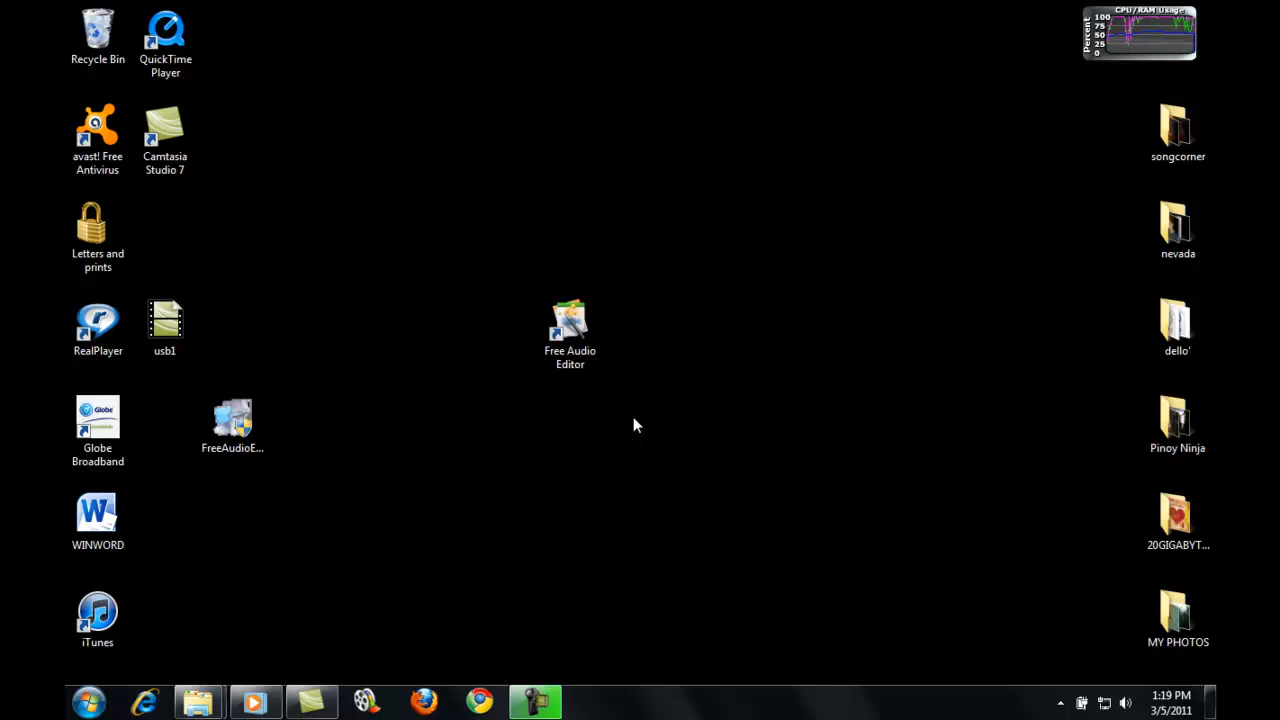 Recycle Bin
QuickTime
Player
CPU/RAM Usage
Percent
100
75
50
25
0
avast! Free
Antivirus
Camtasia
Studio 7
songcorner
Letters and
prints
nevada
RealPlayer
usb1
Free Audio
Editor
dello'
Globe
Globe
Broadband
FreeAudioE...
Pinoy Ninja
W
WINWORD
20GIGABYT...
iTunes
MY PHOTOS
1:19 PM
3/5/2011